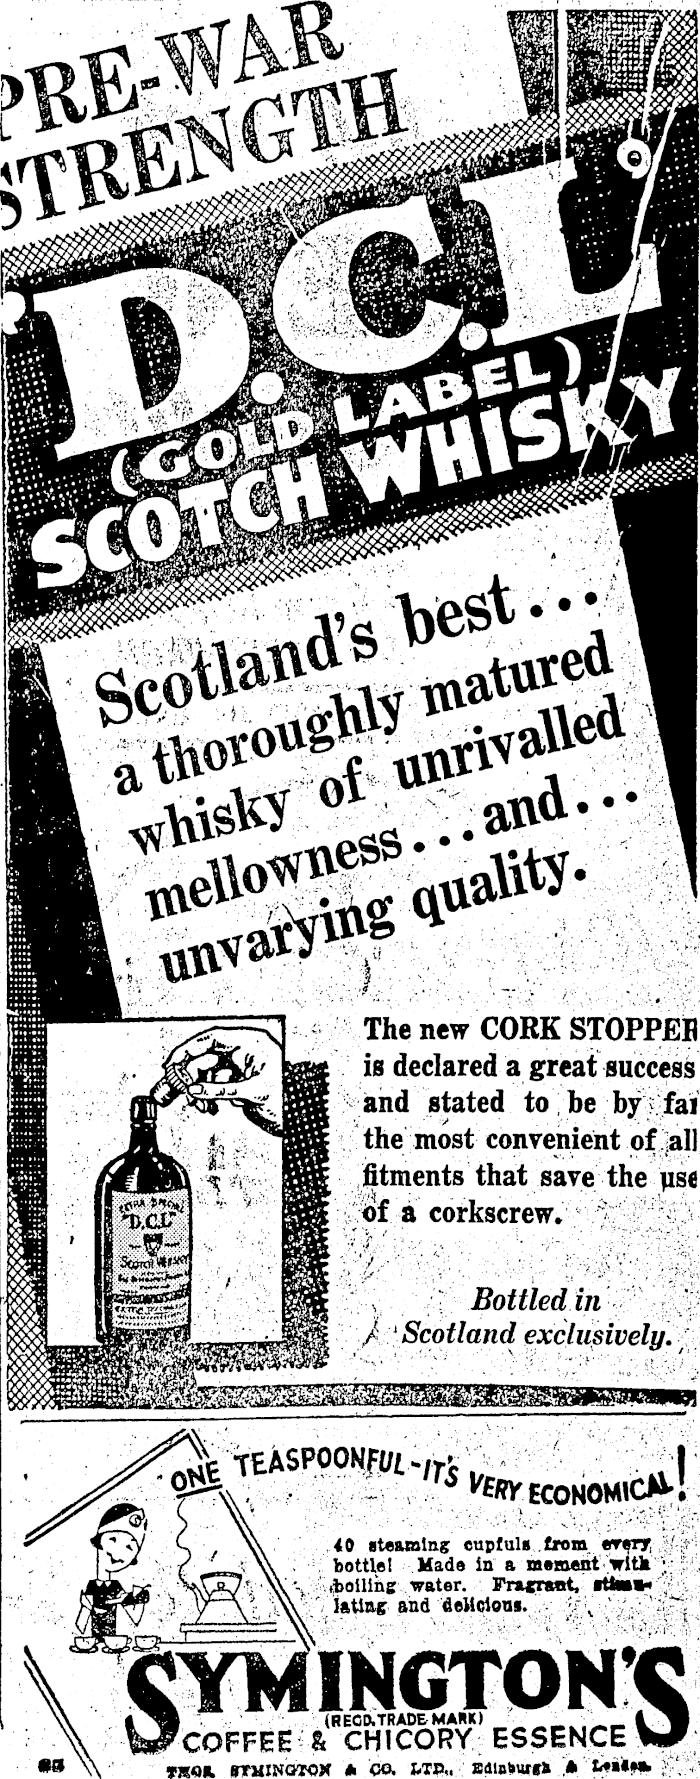 PRE-WAR
STRENGTH
D.C.L
(GOLD LABEL)
SCOTCH WHISKY
Scotland's best...
a thoroughly matured
whisky of unrivalled
mellowness...and...
unvarying quality.
The new CORK STOPPER
is declared a great success
and stated to be by far
the most convenient of all
fitments that save the use
of a corkscrew.
"D.C.L"
Scotch Whisky
Bottled in
Scotland exclusively.
ONE TEASPOONFUL-IT'S VERY ECONOMICAL!
40 steaming cupfuls from every
bottle! Made in a moment with
boiling water. Fragrant, stimu-
lating and delicious.
SYMINGTON'S
(REGD. TRADE MARK)
COFFEE & CHICORY ESSENCE
THOS. SYMINGTON & CO. LTD., Edinburgh & London.